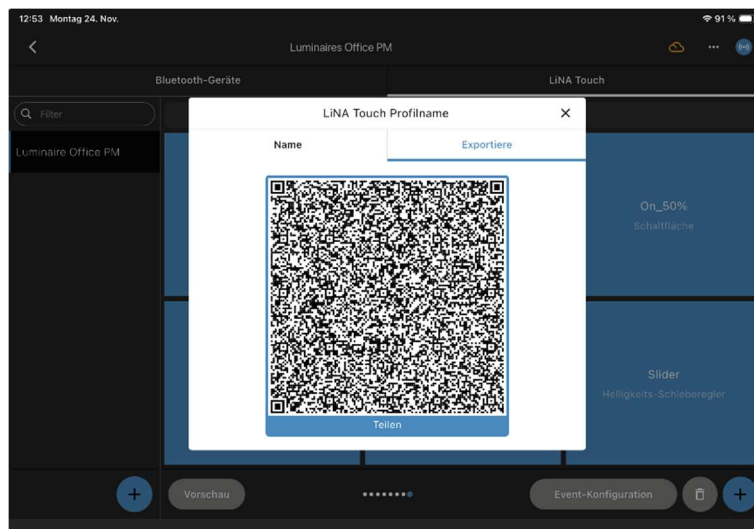 12:53 Montag 24. Nov.
91 %
Luminaires Office PM
Bluetooth-Geräte
LiNA Touch
Filter
Luminaire Office PM
LiNA Touch Profilname
Name
Exportiere
Teilen
On_50%
Schaltfläche
Slider
Helligkeits-Schieberegler
Vorschau
Event-Konfiguration